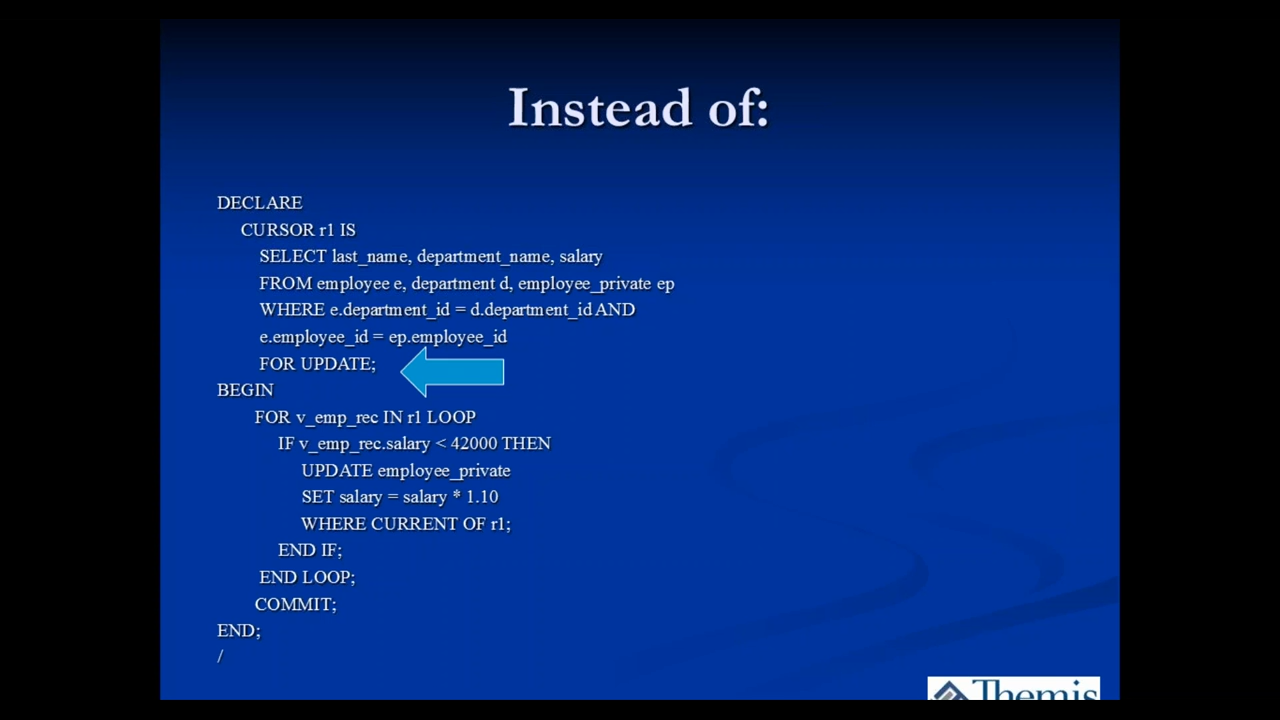 Instead of:
DECLARE
CURSOR r1 IS
SELECT last_name, department_name, salary
FROM employee e, department d, employee_private ep
WHERE e.department_id = d.department_id AND
e.employee_id = ep.employee_id
FOR UPDATE;
BEGIN
FOR v_emp_rec IN r1 LOOP
IF v_emp_rec.salary < 42000 THEN
UPDATE employee_private
SET salary = salary * 1.10
WHERE CURRENT OF r1;
END IF;
END LOOP;
COMMIT;
END;
/
Themis